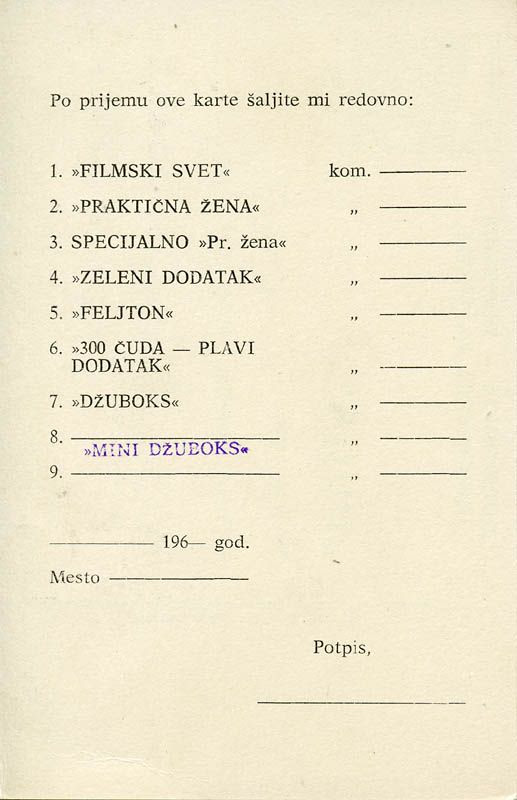 Po prijemu ove karte šaljite mi redovno:
1. »FILMSKI SVET« kom.
2. »PRAKTIČNA ŽENA« „
3. SPECIJALNO »Pr. žena« „
4. »ZELENI DODATAK« „
5. »FELJTON« „
6. »300 ČUDA — PLAVI
DODATAK« „
7. »DŽUBOKS« „
8. „
»MINI DŽUBOKS«
9. „
196— god.
Mesto
Potpis,